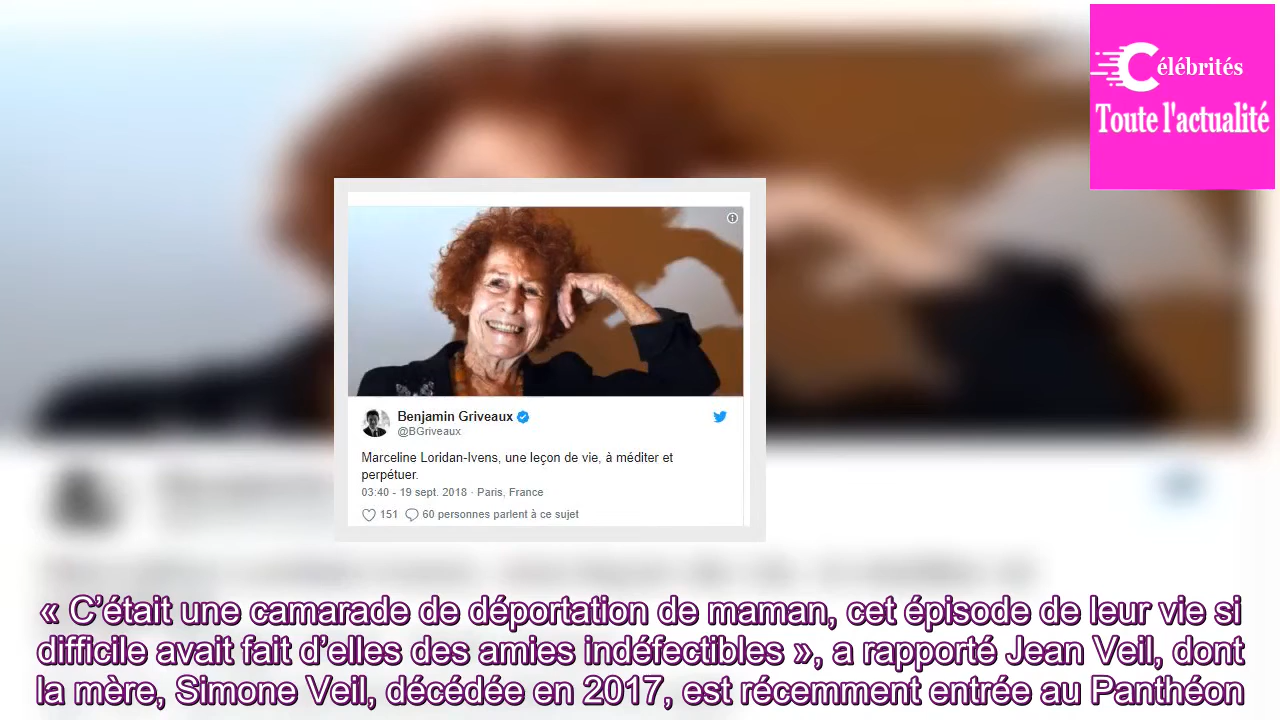 Célébrités
Toute l'actualité
Benjamin Griveaux
@BGriveaux
Marceline Loridan-Ivens, une leçon de vie, à méditer et
perpétuer.
03:40 - 19 sept. 2018 · Paris, France
151 60 personnes parlent à ce sujet
« C’était une camarade de déportation de maman, cet épisode de leur vie si
difficile avait fait d’elles des amies indéfectibles », a rapporté Jean Veil, dont
la mère, Simone Veil, décédée en 2017, est récemment entrée au Panthéon